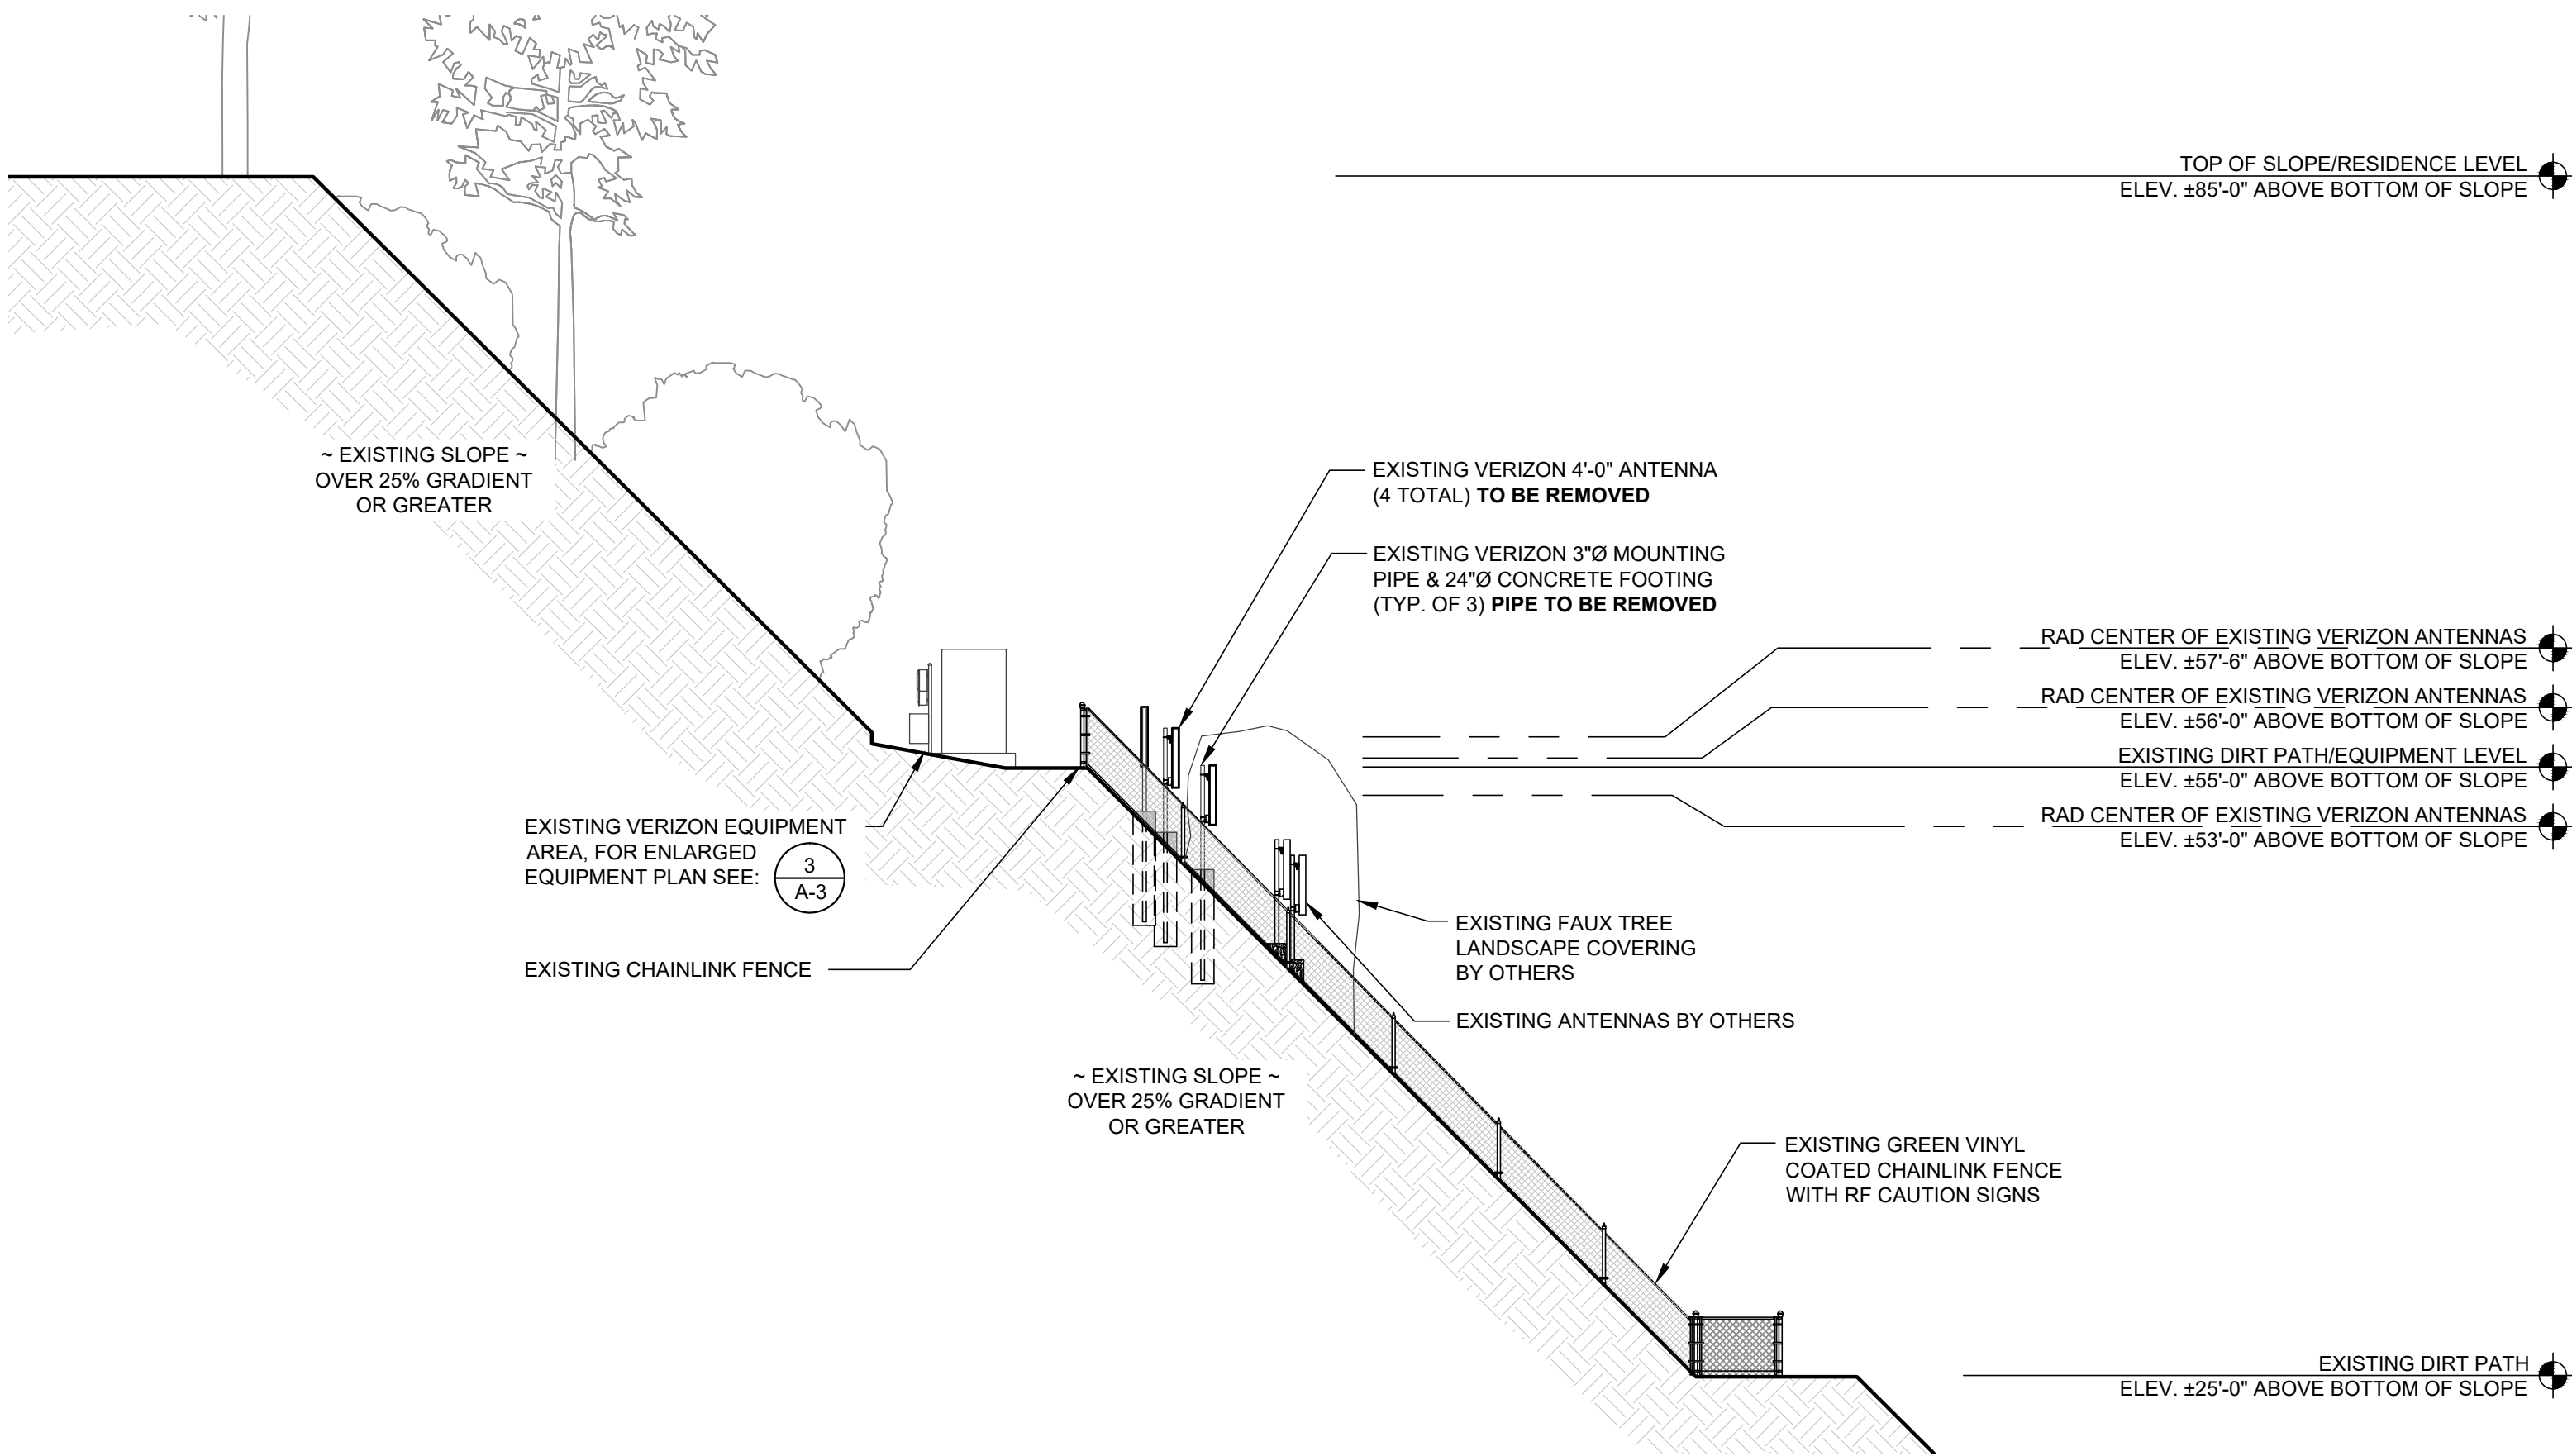 TOP OF SLOPE/RESIDENCE LEVEL
ELEV. ±85'-0" ABOVE BOTTOM OF SLOPE
~ EXISTING SLOPE ~
OVER 25% GRADIENT
OR GREATER
EXISTING VERIZON 4'-0" ANTENNA
(4 TOTAL) TO BE REMOVED
EXISTING VERIZON 3"Ø MOUNTING
PIPE & 24"Ø CONCRETE FOOTING
(TYP. OF 3) PIPE TO BE REMOVED
RAD CENTER OF EXISTING VERIZON ANTENNAS
ELEV. ±57'-6" ABOVE BOTTOM OF SLOPE
RAD CENTER OF EXISTING VERIZON ANTENNAS
ELEV. ±56'-0" ABOVE BOTTOM OF SLOPE
EXISTING DIRT PATH/EQUIPMENT LEVEL
ELEV. ±55'-0" ABOVE BOTTOM OF SLOPE
RAD CENTER OF EXISTING VERIZON ANTENNAS
ELEV. ±53'-0" ABOVE BOTTOM OF SLOPE
EXISTING VERIZON EQUIPMENT
AREA, FOR ENLARGED
EQUIPMENT PLAN SEE:
3
A-3
EXISTING CHAINLINK FENCE
EXISTING FAUX TREE
LANDSCAPE COVERING
BY OTHERS
EXISTING ANTENNAS BY OTHERS
~ EXISTING SLOPE ~
OVER 25% GRADIENT
OR GREATER
EXISTING GREEN VINYL
COATED CHAINLINK FENCE
WITH RF CAUTION SIGNS
EXISTING DIRT PATH
ELEV. ±25'-0" ABOVE BOTTOM OF SLOPE